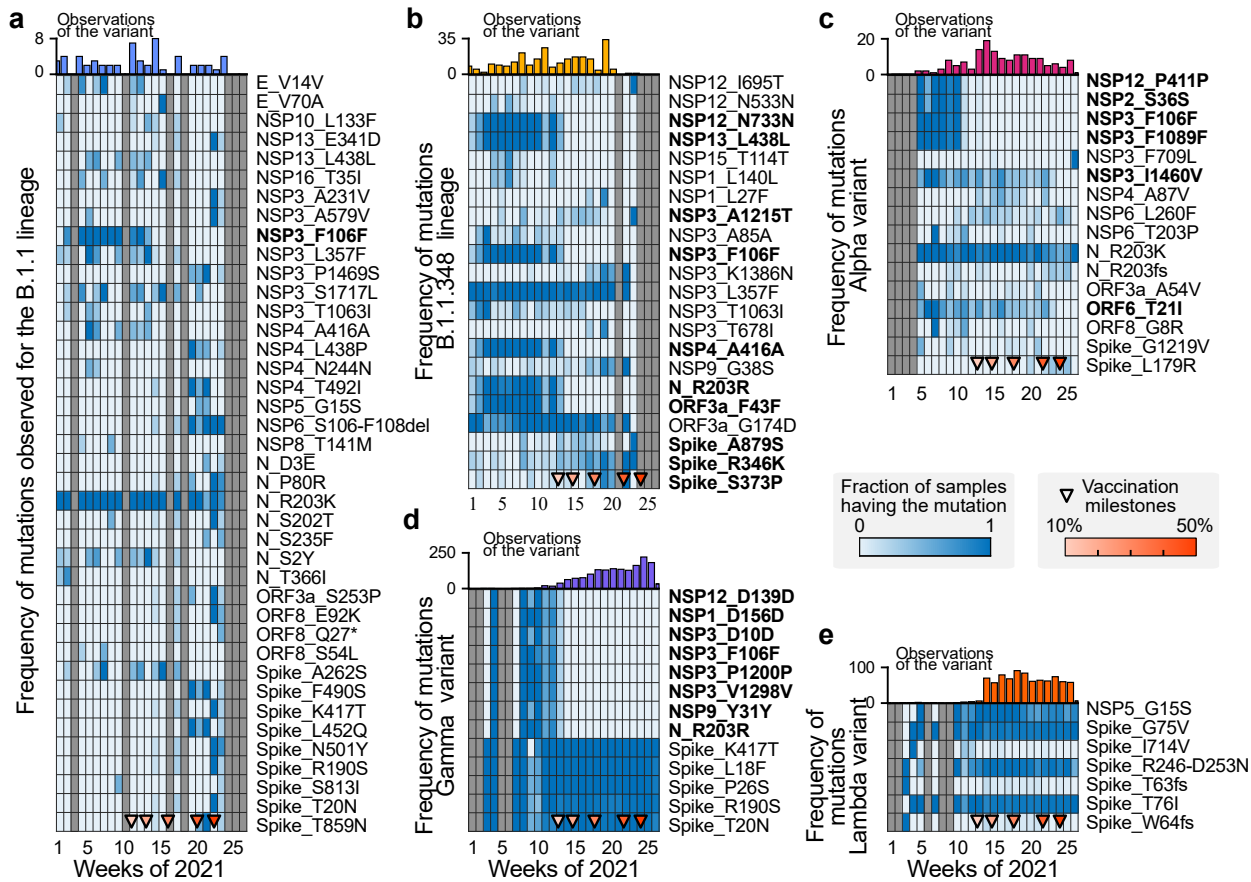 a
Observations
of the variant
8
0
Frequency of mutations observed for the B.1.1 lineage
E_V14V
E_V70A
NSP10_L133F
NSP13_E341D
NSP13_L438L
NSP16_T35I
NSP3_A231V
NSP3_A579V
NSP3_F106F
NSP3_L357F
NSP3_P1469S
NSP3_S1717L
NSP3_T1063I
NSP4_A416A
NSP4_L438P
NSP4_N244N
NSP4_T492I
NSP5_G15S
NSP6_S106-F108del
NSP8_T141M
N_D3E
N_P80R
N_R203K
N_S202T
N_S235F
N_S2Y
N_T366I
ORF3a_S253P
ORF8_E92K
ORF8_Q27*
ORF8_S54L
Spike_A262S
Spike_F490S
Spike_K417T
Spike_L452Q
Spike_N501Y
Spike_R190S
Spike_S813I
Spike_T20N
Spike_T859N
1 5 10 15 20 25
Weeks of 2021
b
Observations
of the variant
35
0
Frequency of mutations
B.1.1.348 lineage
NSP12_I695T
NSP12_N533N
NSP12_N733N
NSP13_L438L
NSP15_T114T
NSP1_L140L
NSP1_L27F
NSP3_A1215T
NSP3_A85A
NSP3_F106F
NSP3_K1386N
NSP3_L357F
NSP3_T1063I
NSP3_T678I
NSP4_A416A
NSP9_G38S
N_R203R
ORF3a_F43F
ORF3a_G174D
Spike_A879S
Spike_R346K
Spike_S373P
1 5 10 15 20 25
c
Observations
of the variant
20
0
Frequency of mutations
Alpha variant
NSP12_P411P
NSP2_S36S
NSP3_F106F
NSP3_F1089F
NSP3_F709L
NSP3_I1460V
NSP4_A87V
NSP6_L260F
NSP6_T203P
N_R203K
N_R203fs
ORF3a_A54V
ORF6_T21I
ORF8_G8R
Spike_G1219V
Spike_L179R
1 5 10 15 20 25
Fraction of samples
having the mutation
0 1
Vaccination
milestones
10% 50%
d
Observations
of the variant
250
0
Frequency of mutations
Gamma variant
NSP12_D139D
NSP1_D156D
NSP3_D10D
NSP3_F106F
NSP3_P1200P
NSP3_V1298V
NSP9_Y31Y
N_R203R
Spike_K417T
Spike_L18F
Spike_P26S
Spike_R190S
Spike_T20N
1 5 10 15 20 25
Weeks of 2021
e
Observations
of the variant
100
0
Frequency of
mutations
Lambda variant
NSP5_G15S
Spike_G75V
Spike_I714V
Spike_R246-D253N
Spike_T63fs
Spike_T76I
Spike_W64fs
1 5 10 15 20 25
Weeks of 2021